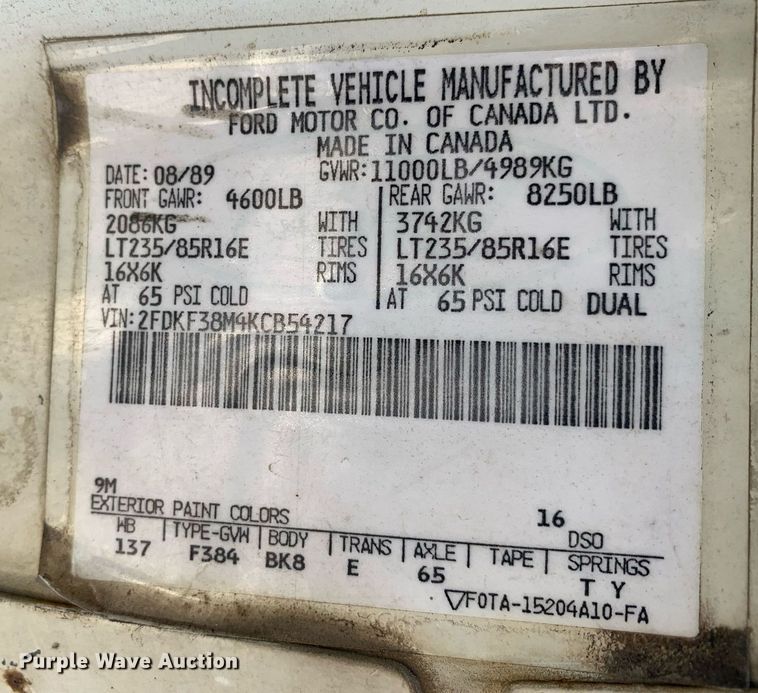 INCOMPLETE VEHICLE MANUFACTURED BY
FORD MOTOR CO. OF CANADA LTD.
MADE IN CANADA
DATE: 08/89 GVWR: 11000LB/4989KG
FRONT GAWR: 4600LB REAR GAWR: 8250LB
2086KG WITH 3742KG WITH
LT235/85R16E TIRES LT235/85R16E TIRES
16X6K RIMS 16X6K RIMS
AT 65 PSI COLD AT 65 PSI COLD DUAL
VIN: 2FDKF38M4KCB54217
9M
EXTERIOR PAINT COLORS 16 DSO
WB TYPE-GVW BODY TRANS AXLE TAPE SPRINGS
137 F384 BK8 E 65 T Y
▽F0TA-15204A10-FA
Purple Wave Auction